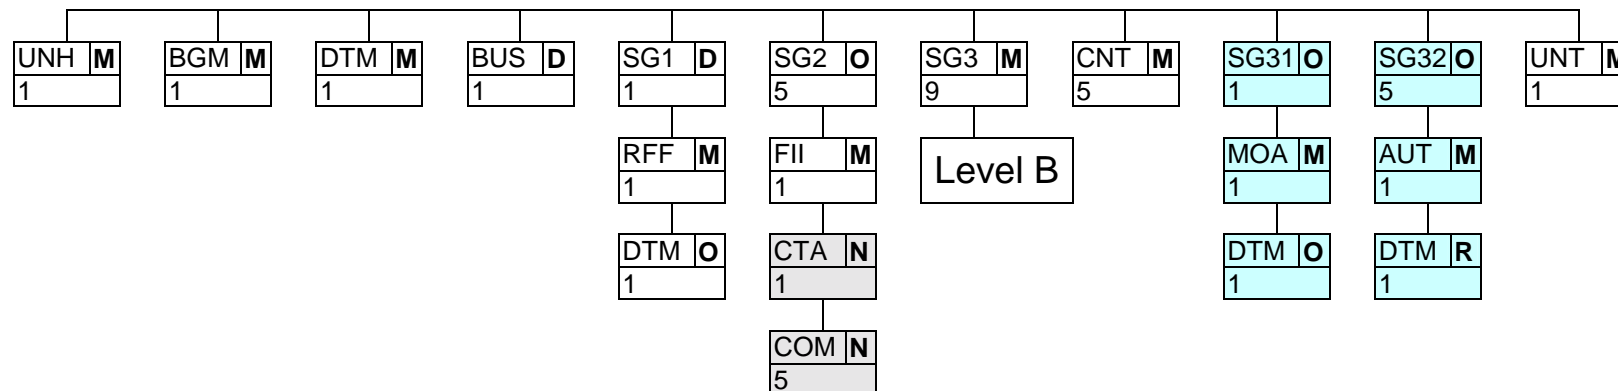 UNH M BGM M DTM M BUS D SG1 D SG2 O SG3 M CNT M SG31 O SG32 O UNT M
1 1 1 1 1 5 9 5 1 5 1
RFF M FII M Level B MOA M AUT M
1 1 1 1
DTM O CTA N DTM O DTM R
1 1 1 1
COM N
5